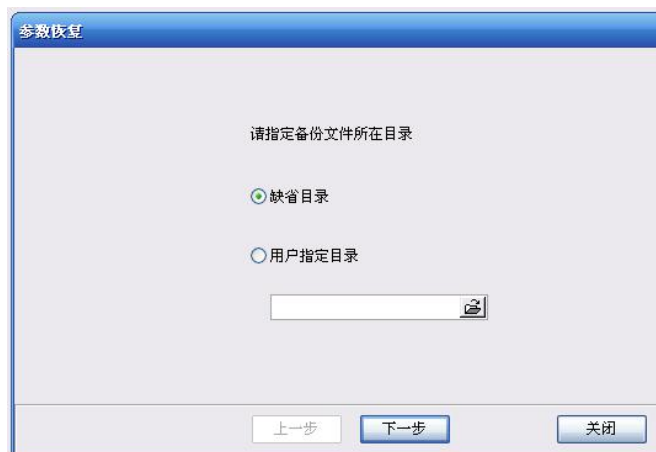 参数恢复
请指定备份文件所在目录
缺省目录
用户指定目录
上一步 下一步 关闭